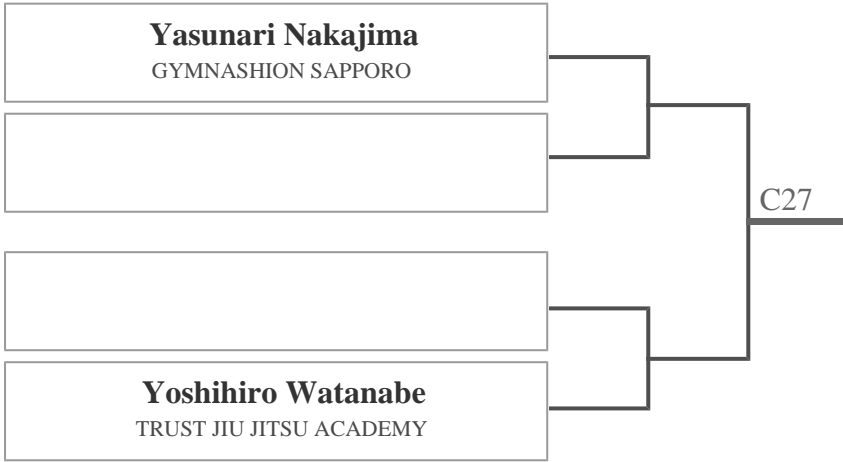 Yasunari Nakajima
GYMNASHION SAPPORO
C27
Yoshihiro Watanabe
TRUST JIU JITSU ACADEMY